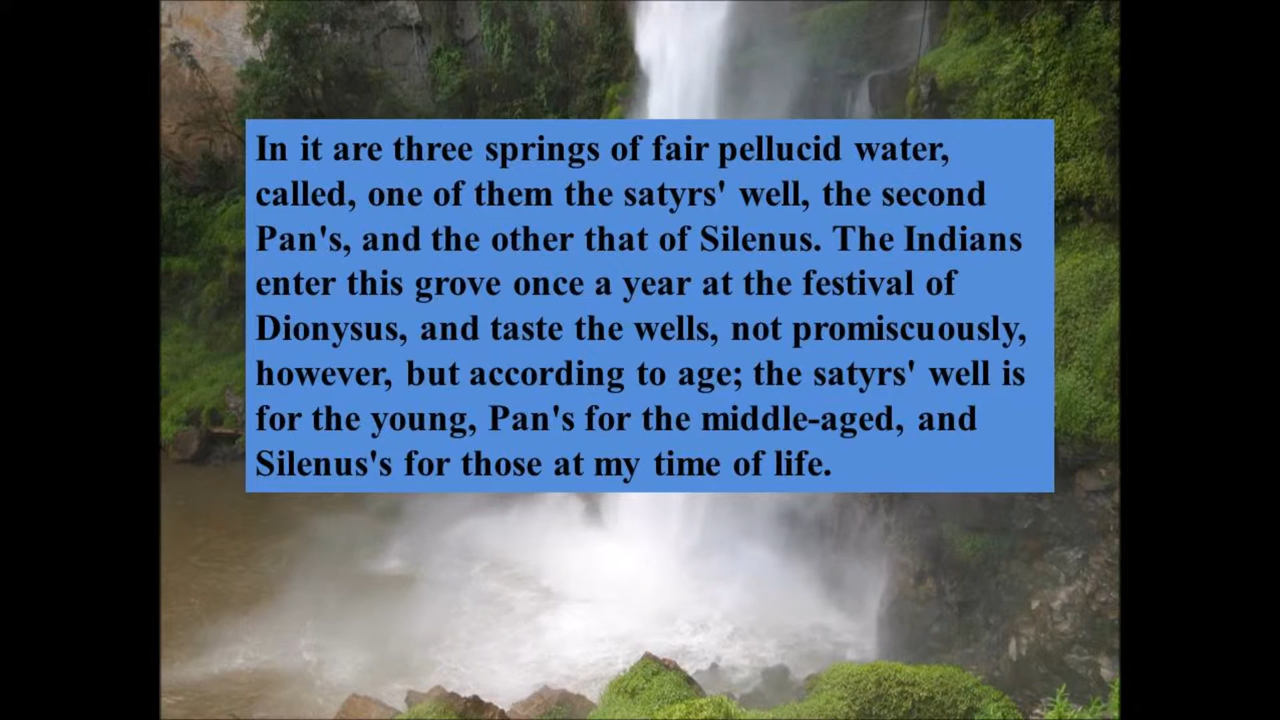 In it are three springs of fair pellucid water,
called, one of them the satyrs' well, the second
Pan's, and the other that of Silenus. The Indians
enter this grove once a year at the festival of
Dionysus, and taste the wells, not promiscuously,
however, but according to age; the satyrs' well is
for the young, Pan's for the middle-aged, and
Silenus's for those at my time of life.